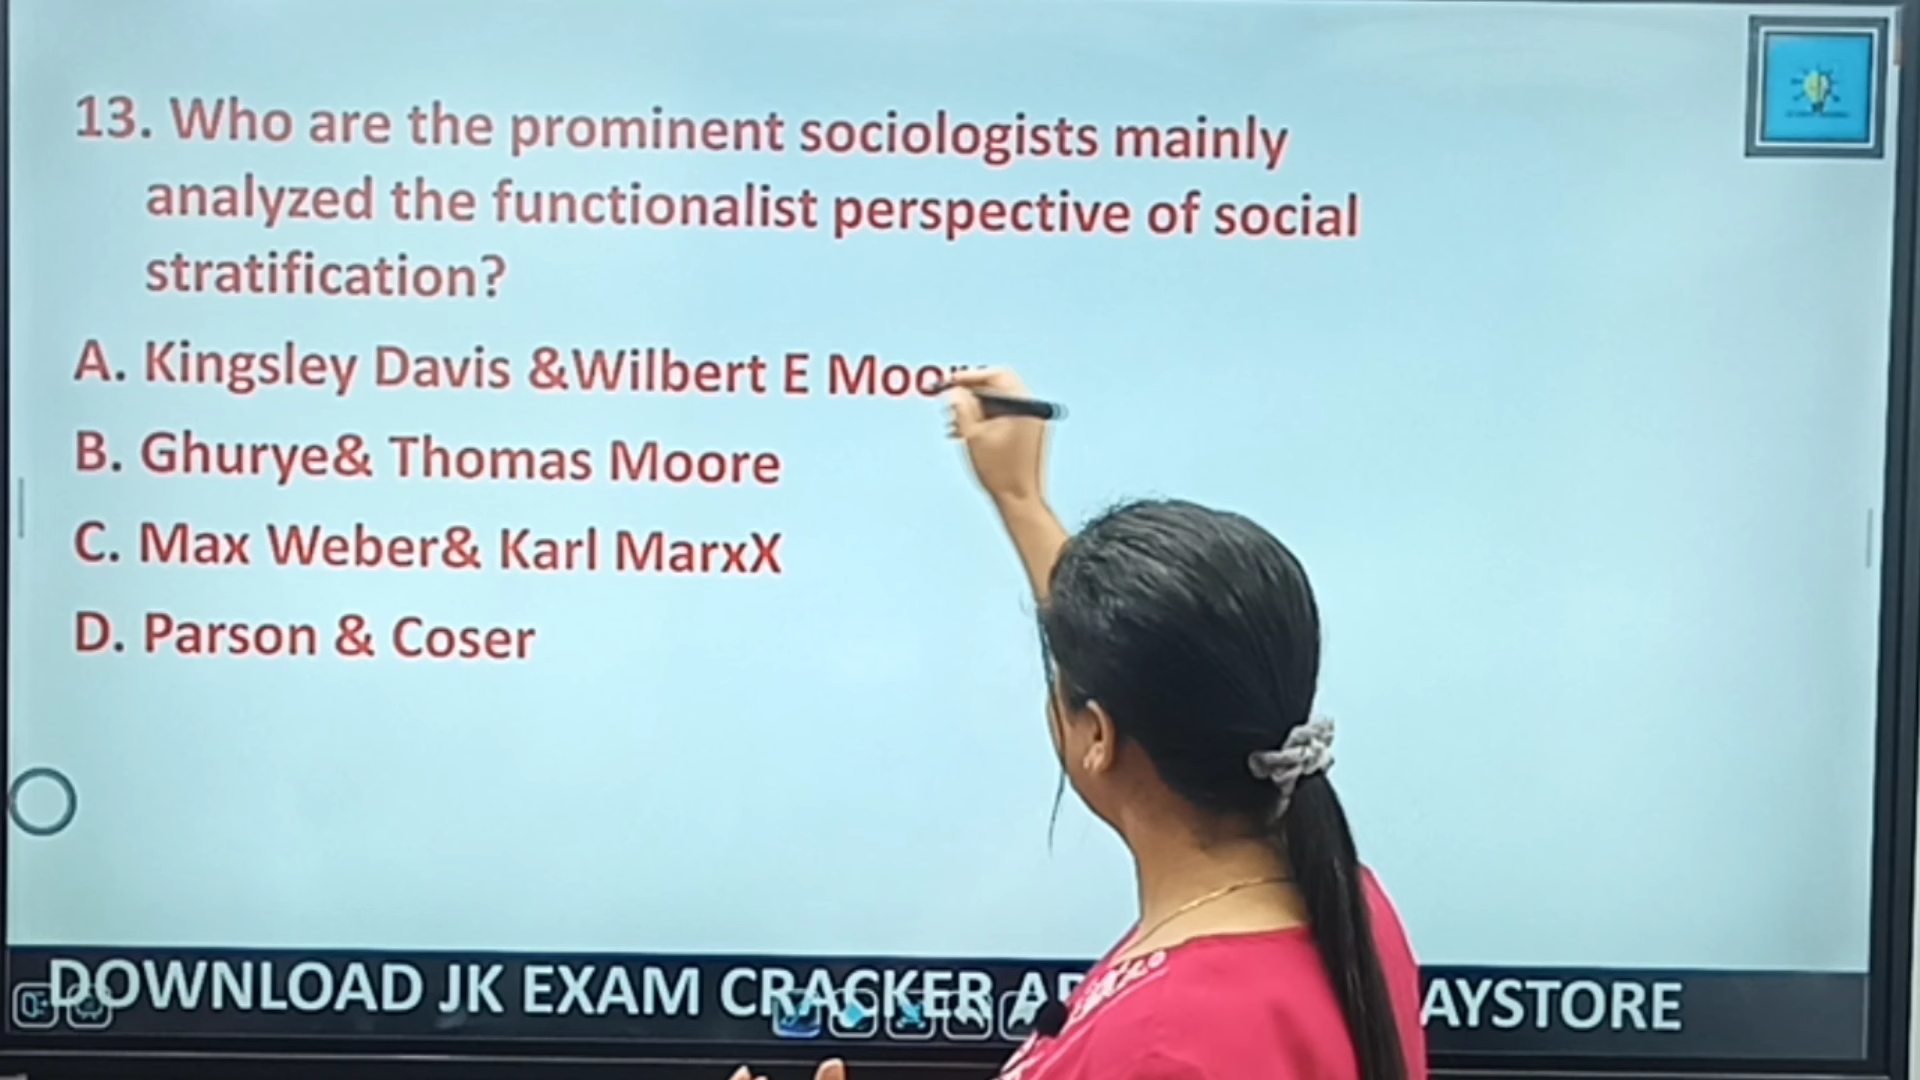 13. Who are the prominent sociologists mainly
analyzed the functionalist perspective of social
stratification?
A. Kingsley Davis &Wilbert E
B. Ghurye& Thomas Moore
C. Max Weber& Karl MarxX
D. Parson & Coser
DOWNLOAD JK EXAM CRACKER